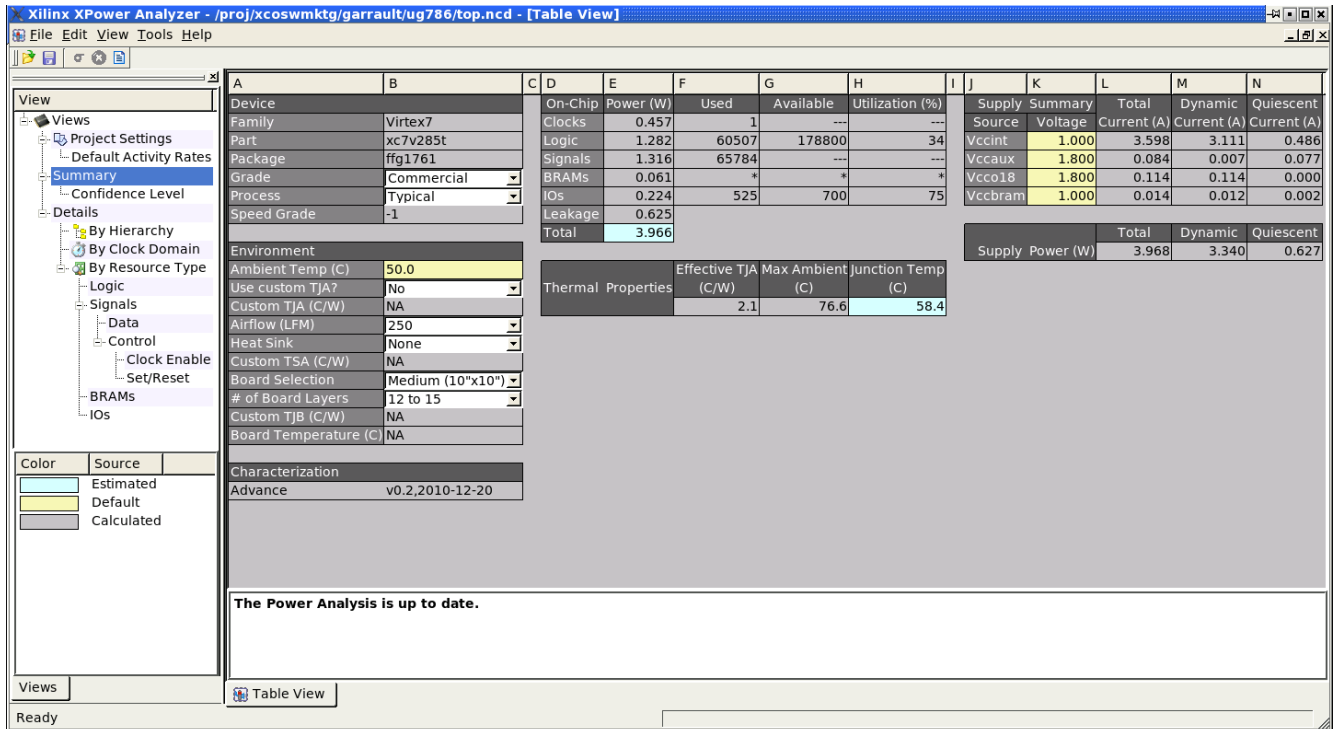 Xilinx XPower Analyzer - /proj/xcoswmktg/garrault/ug786/top.ncd - [Table View]
File Edit View Tools Help
View
Views
Project Settings
Default Activity Rates
Summary
Confidence Level
Details
By Hierarchy
By Clock Domain
By Resource Type
Logic
Signals
Data
Control
Clock Enable
Set/Reset
BRAMs
IOs
Color Source
Estimated
Default
Calculated
Views
A B C D E F G H I J K L M N
Device
Family Virtex7
Part xc7v285t
Package ffg1761
Grade Commercial
Process Typical
Speed Grade -1
Environment
Ambient Temp (C) 50.0
Use custom TJA? No
Custom TJA (C/W) NA
Airflow (LFM) 250
Heat Sink None
Custom TSA (C/W) NA
Board Selection Medium (10"x10")
# of Board Layers 12 to 15
Custom TJB (C/W) NA
Board Temperature (C) NA
Characterization
Advance v0.2,2010-12-20
On-Chip Power (W) Used Available Utilization (%)
Clocks 0.457 1 --- ---
Logic 1.282 60507 178800 34
Signals 1.316 65784 --- ---
BRAMs 0.061 * * *
IOs 0.224 525 700 75
Leakage 0.625
Total 3.966
Effective TJA Max Ambient Junction Temp
Thermal Properties (C/W) (C) (C)
2.1 76.6 58.4
Supply Summary Total Dynamic Quiescent
Source Voltage Current (A) Current (A) Current (A)
Vccint 1.000 3.598 3.111 0.486
Vccaux 1.800 0.084 0.007 0.077
Vcco18 1.800 0.114 0.114 0.000
Vccbram 1.000 0.014 0.012 0.002
Total Dynamic Quiescent
Supply Power (W) 3.968 3.340 0.627
The Power Analysis is up to date.
Table View
Ready